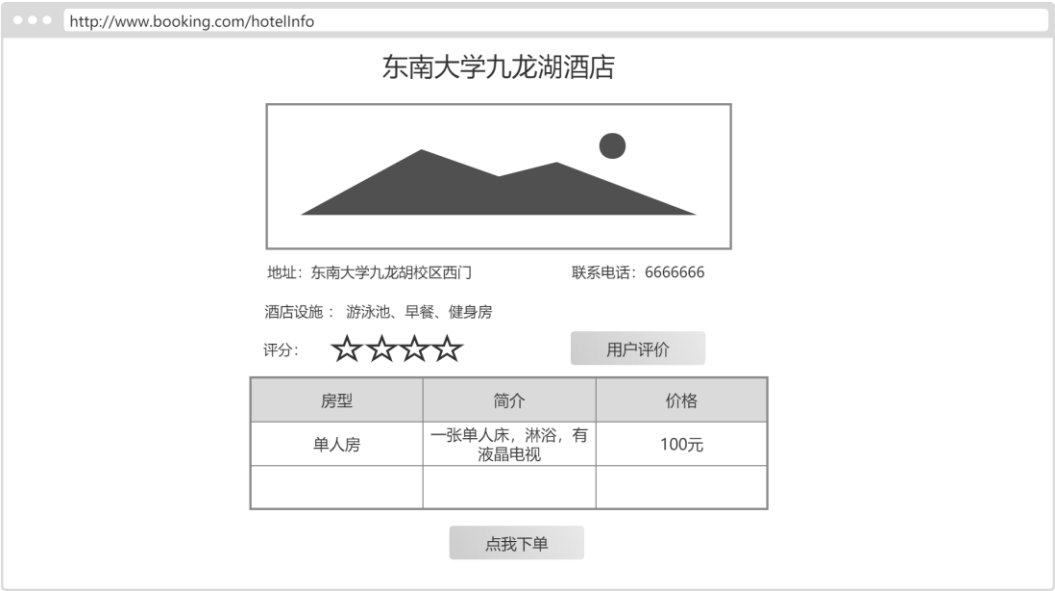 http://www.booking.com/hotelInfo
东南大学九龙湖酒店
地址：东南大学九龙胡校区西门 联系电话：6666666
酒店设施： 游泳池、早餐、健身房
评分： 用户评价
房型 简介 价格
单人房 一张单人床，淋浴，有 100元
液晶电视
点我下单